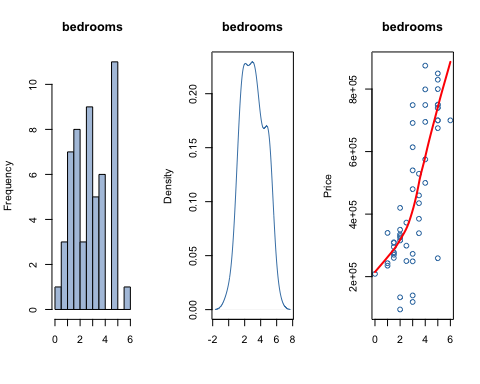 bedrooms
Frequency
0 2 4 6 8 10
0 2 4 6
bedrooms
Density
0.00 0.05 0.10 0.15 0.20
-2 2 4 6 8
bedrooms
Price
2e+05 4e+05 6e+05 8e+05
0 2 4 6